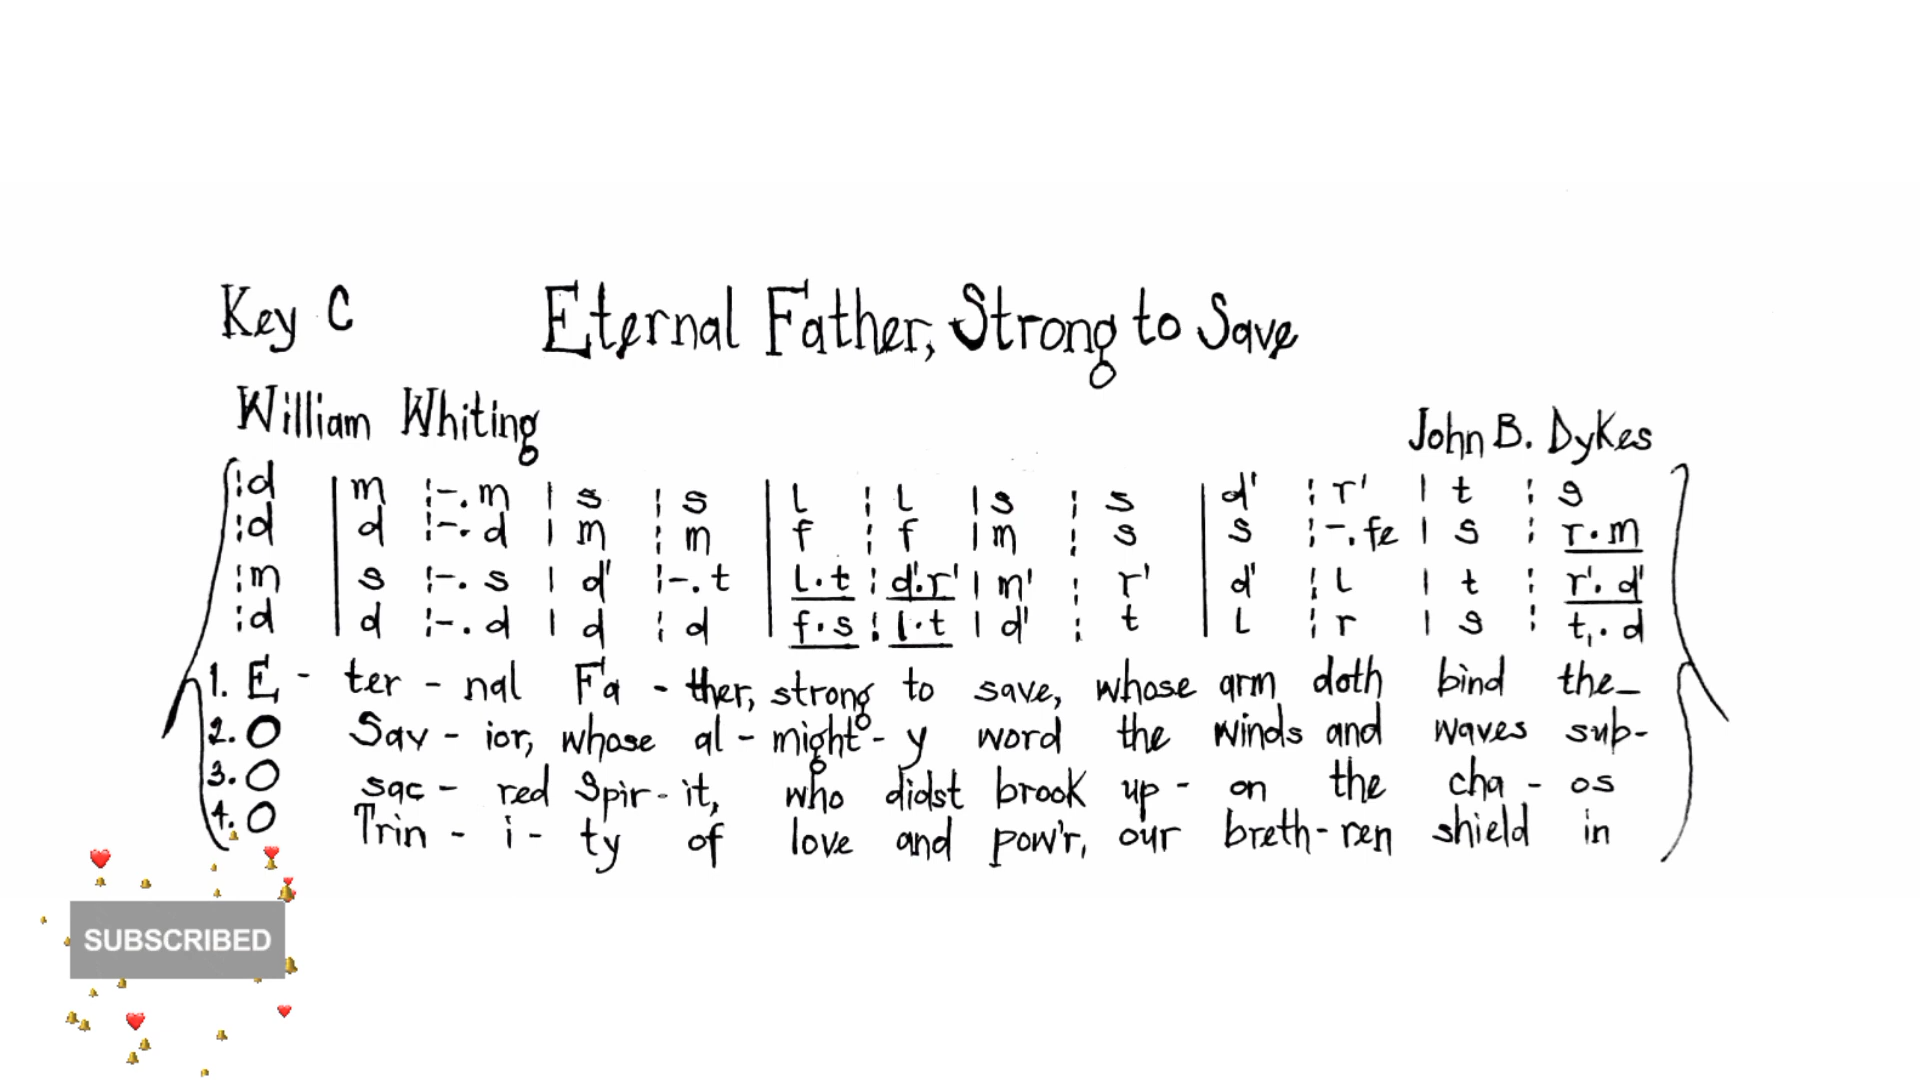 Key C Eternal Father, Strong to Save
William Whiting John B. Dykes
:d | m :-.m | s : s | l : l | s : s | d' : r' | t : s
:d | d :-.d | m : m | f : f | m : s | s :-.fe | s : r.m
:m | s :-.s | d' :-.t | l.t : d'.r' | m' : r' | d' : l | t : r'.d'
:d | d :-.d | d : d | f.s : l.t | d' : t | l : r | s : t,.d
1. E - ter - nal Fa - ther, strong to save, whose arm doth bind the_
2. O Sav - ior, whose al - might - y word the winds and waves sub-
3. O sac - red Spir - it, who didst brook up - on the cha - os
4. O Trin - i - ty of love and pow'r, our breth - ren shield in
SUBSCRIBED